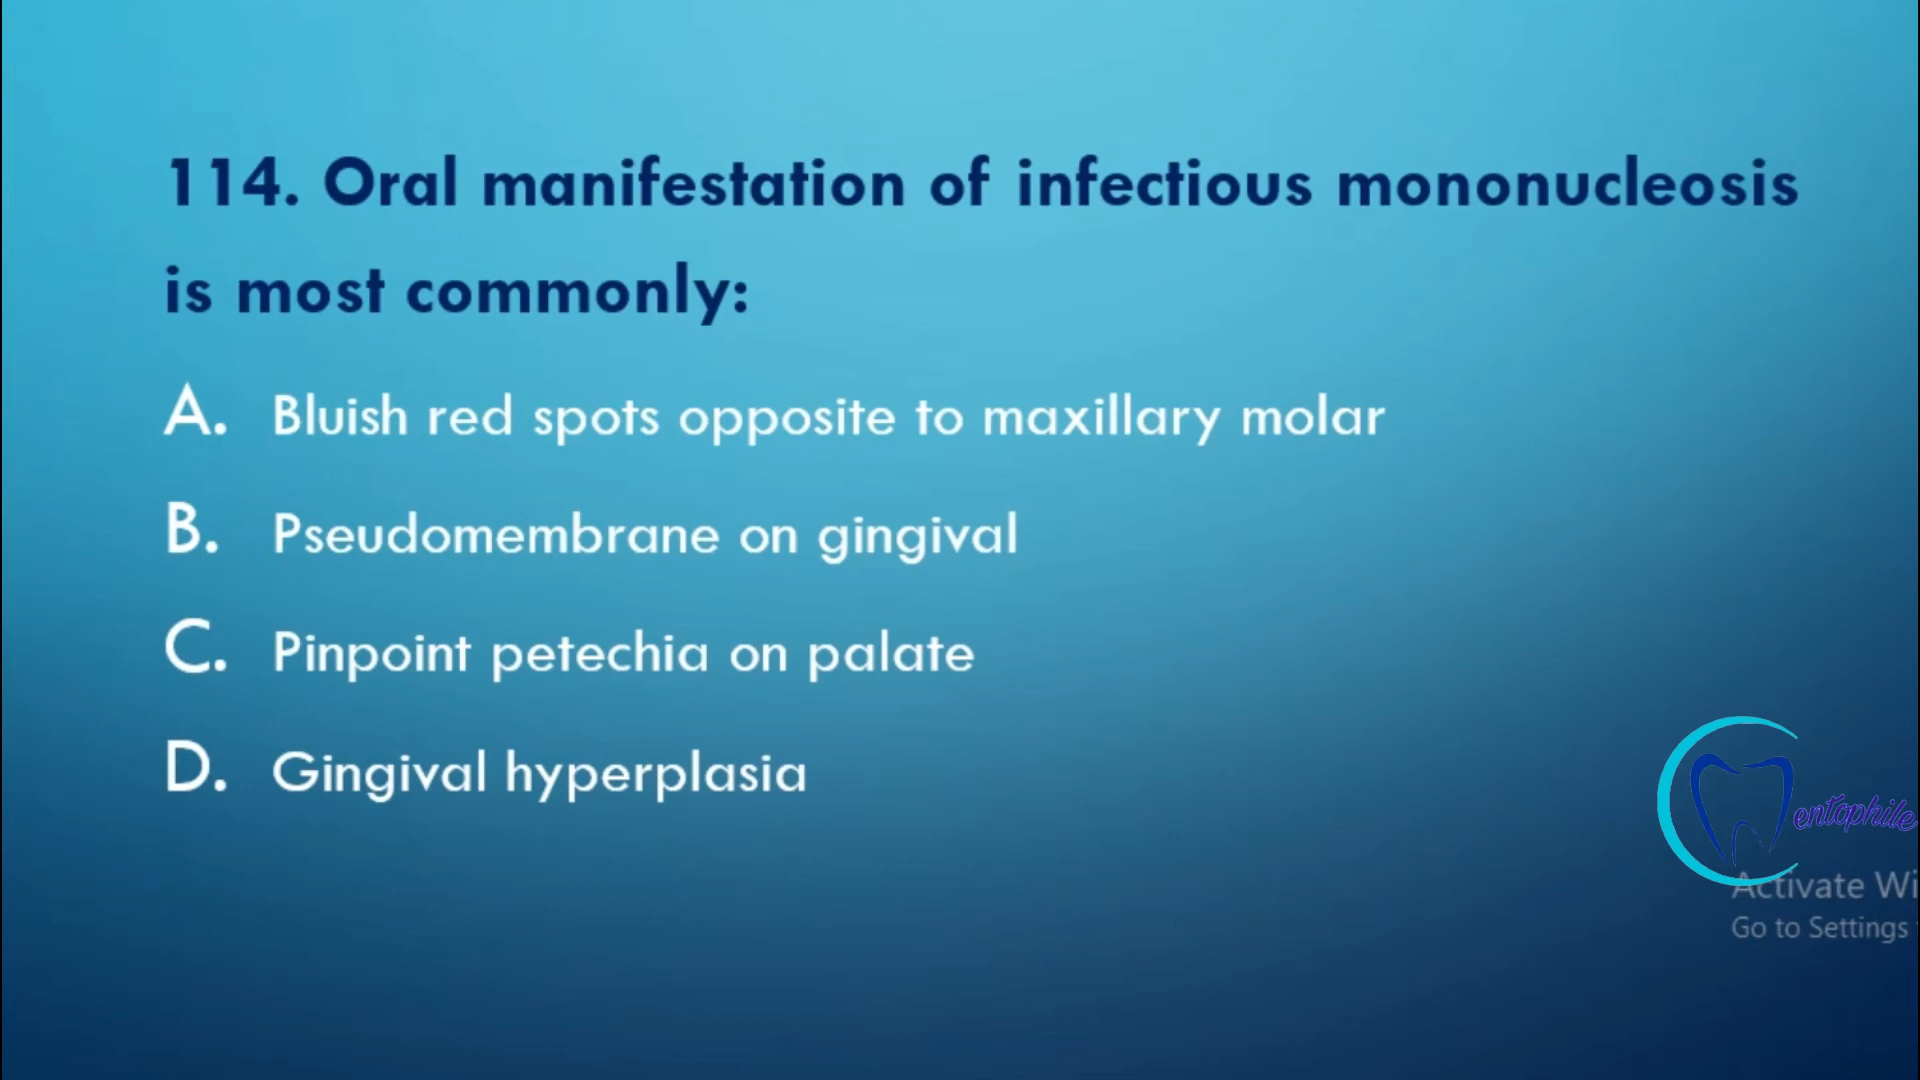 114. Oral manifestation of infectious mononucleosis
is most commonly:
A. Bluish red spots opposite to maxillary molar
B. Pseudomembrane on gingival
C. Pinpoint petechia on palate
D. Gingival hyperplasia
entophile
Activate Wi
Go to Settings